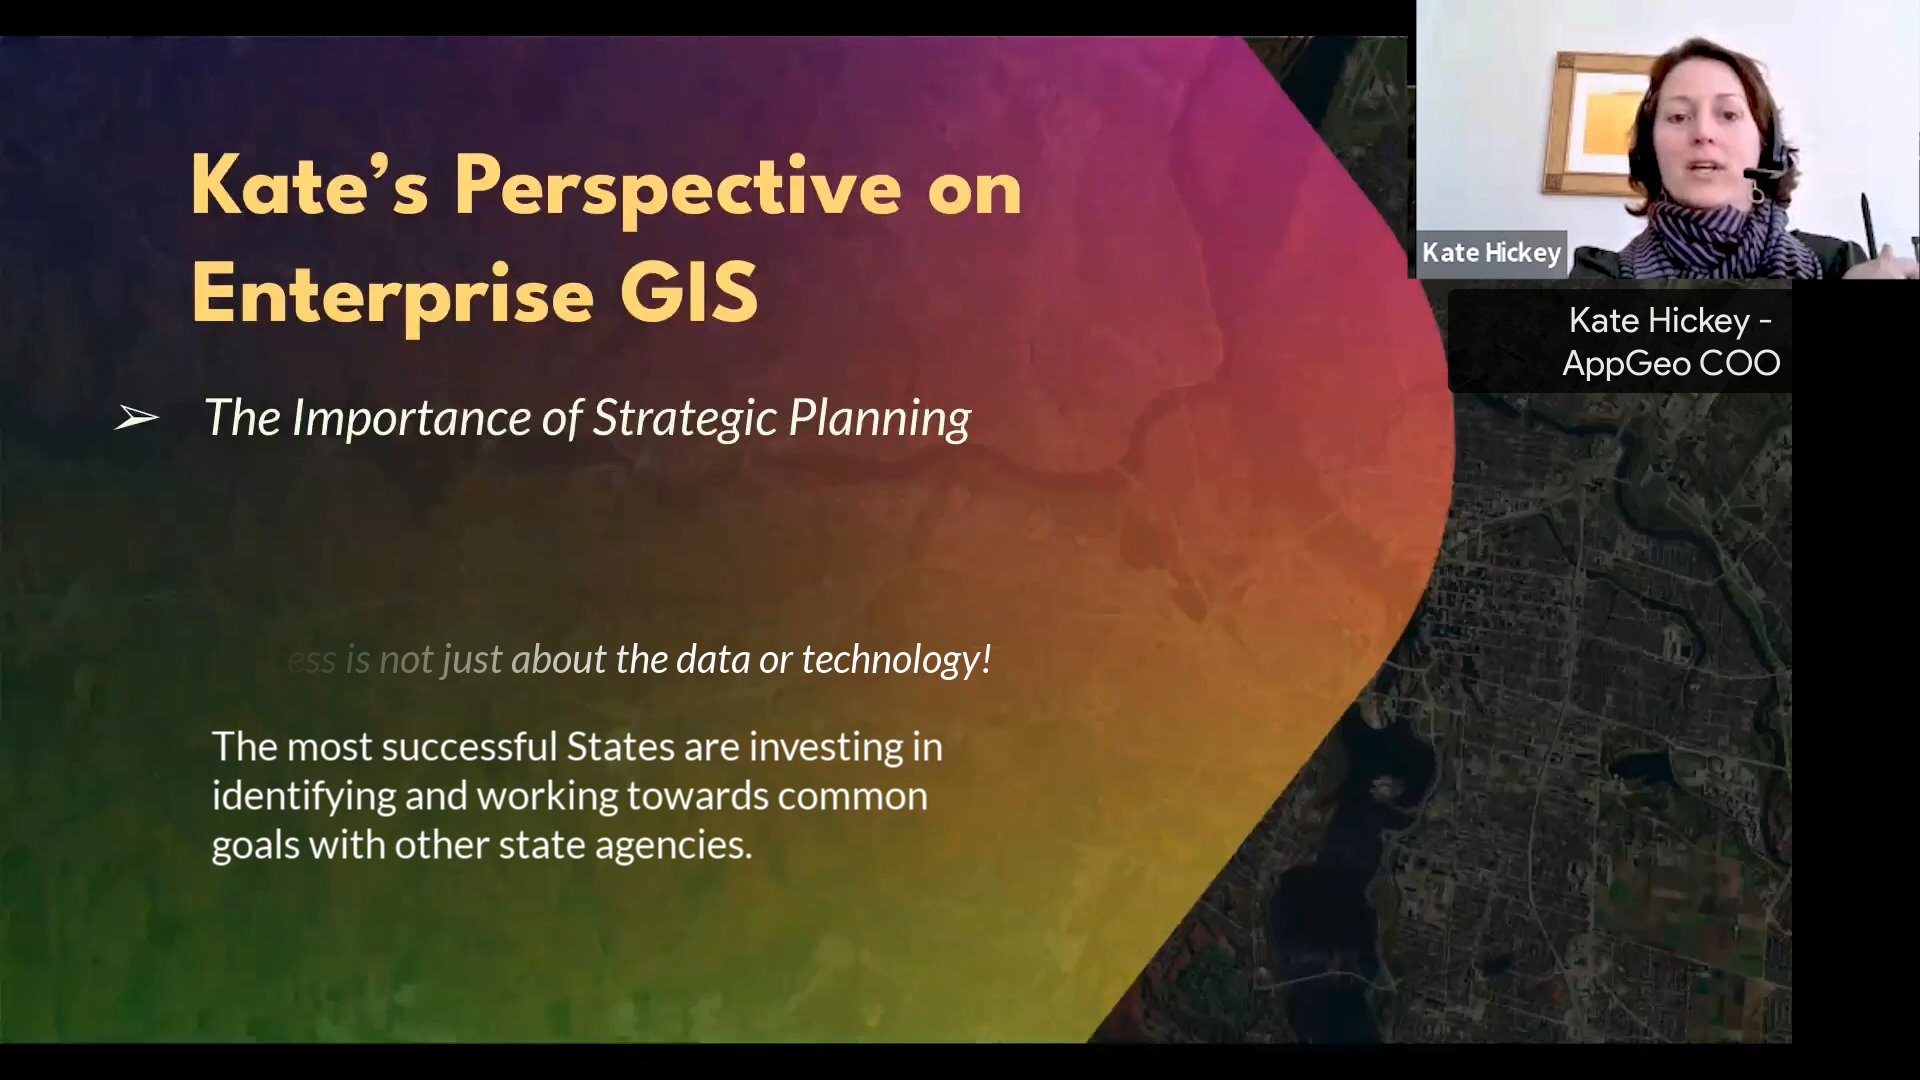 Kate’s Perspective on
Enterprise GIS
➢ The Importance of Strategic Planning
is not just about the data or technology!
The most successful States are investing in
identifying and working towards common
goals with other state agencies.
Kate Hickey
Kate Hickey -
AppGeo COO